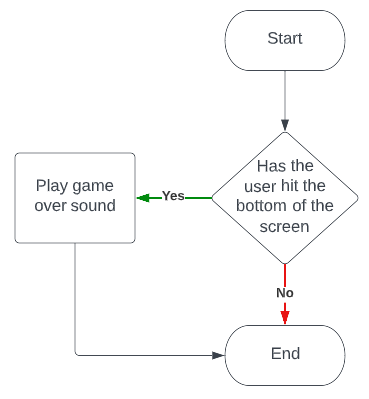 Start
Has the
user hit the
bottom of the
screen
Yes
Play game
over sound
No
End